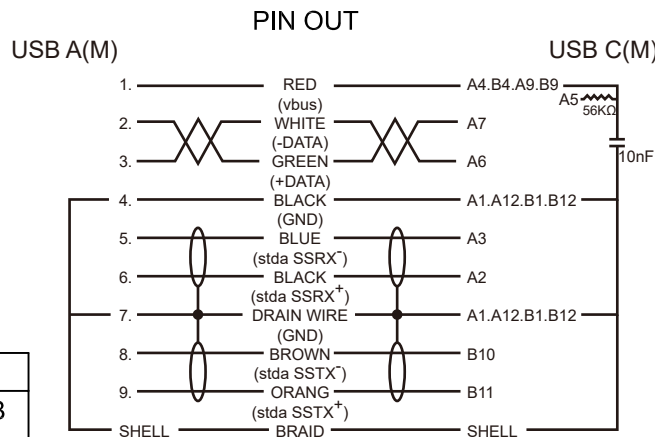 PIN OUT
USB A(M) USB C(M)
1. RED A4.B4.A9.B9
(vbus) A5 56KΩ
2. WHITE A7
(-DATA)
10nF
3. GREEN A6
(+DATA)
4. BLACK A1.A12.B1.B12
(GND)
5. BLUE A3
(stda SSRX-)
6. BLACK A2
(stda SSRX+)
7. DRAIN WIRE A1.A12.B1.B12
(GND)
8. BROWN B10
(stda SSTX-)
9. ORANG B11
(stda SSTX+)
SHELL BRAID SHELL